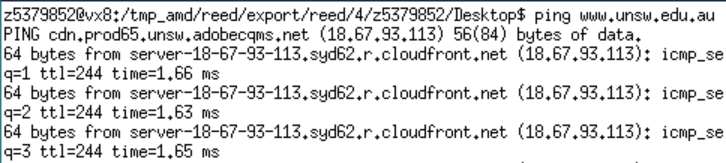 z5379852@vx8:/tmp_amd/reed/export/reed/4/z5379852/Desktop$ ping www.unsw.edu.au
PING cdn.prod65.unsw.adobecqms.net (18.67.93.113) 56(84) bytes of data.
64 bytes from server-18-67-93-113.syd62.r.cloudfront.net (18.67.93.113): icmp_se
q=1 ttl=244 time=1.66 ms
64 bytes from server-18-67-93-113.syd62.r.cloudfront.net (18.67.93.113): icmp_se
q=2 ttl=244 time=1.63 ms
64 bytes from server-18-67-93-113.syd62.r.cloudfront.net (18.67.93.113): icmp_se
q=3 ttl=244 time=1.65 ms